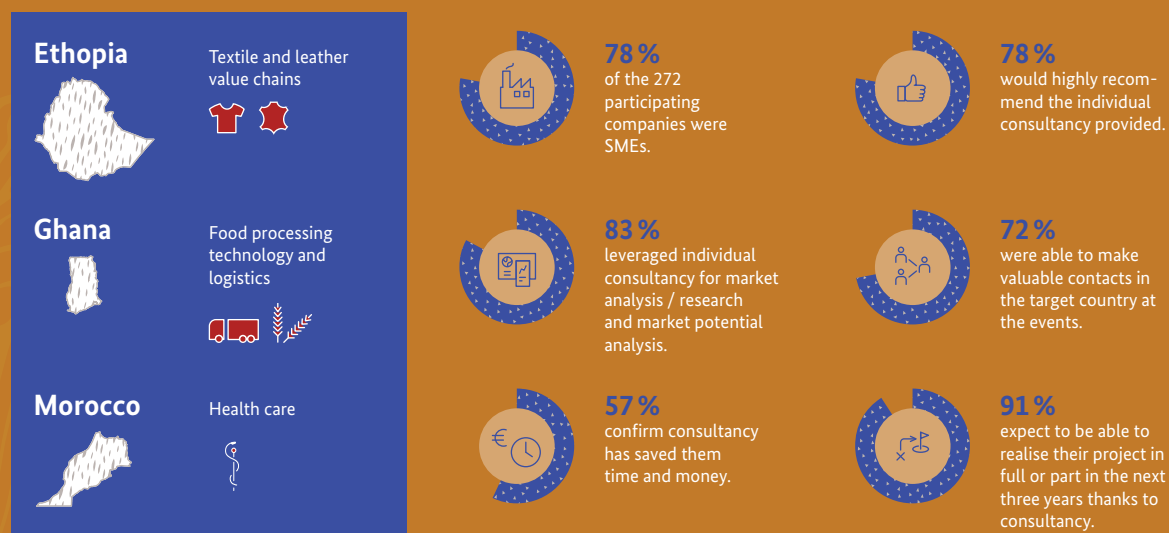 Ethopia
Textile and leather
value chains
Ghana
Food processing
technology and
logistics
Morocco
Health care
78 %
of the 272
participating
companies were
SMEs.
78 %
would highly recom-
mend the individual
consultancy provided.
83 %
leveraged individual
consultancy for market
analysis / research
and market potential
analysis.
72 %
were able to make
valuable contacts in
the target country at
the events.
57 %
confirm consultancy
has saved them
time and money.
91 %
expect to be able to
realise their project in
full or part in the next
three years thanks to
consultancy.